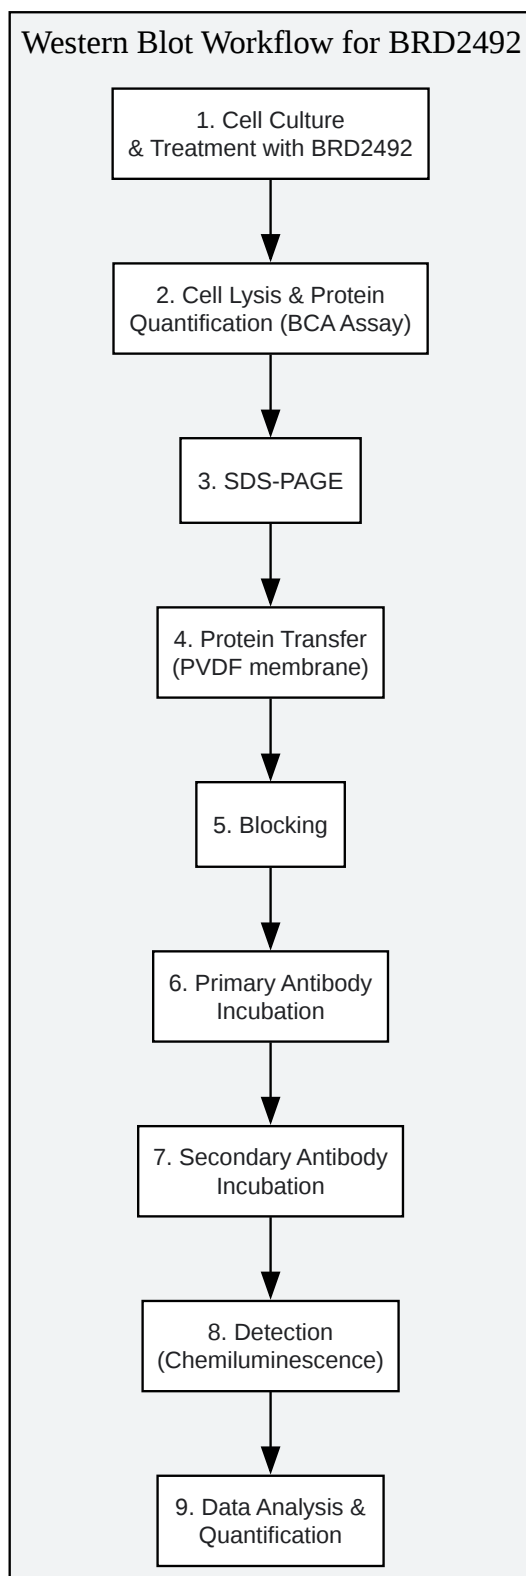 Western Blot Workflow for BRD2492
1. Cell Culture
& Treatment with BRD2492
2. Cell Lysis & Protein
Quantification (BCA Assay)
3. SDS-PAGE
4. Protein Transfer
(PVDF membrane)
5. Blocking
6. Primary Antibody
Incubation
7. Secondary Antibody
Incubation
8. Detection
(Chemiluminescence)
9. Data Analysis &
Quantification